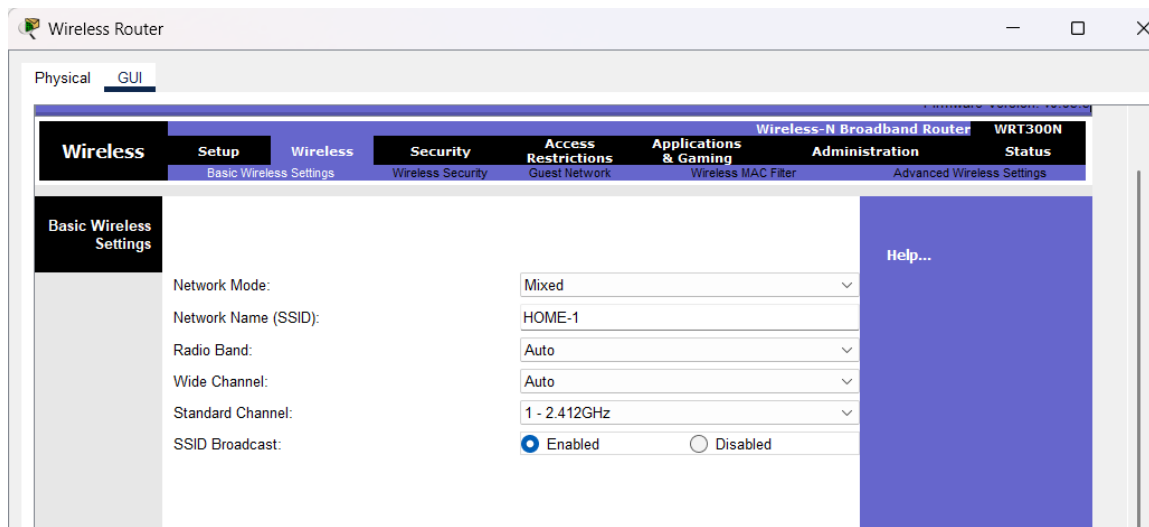 Wireless Router
Physical GUI
Wireless-N Broadband Router WRT300N
Wireless Setup Wireless Security Access Restrictions Applications & Gaming Administration Status
Basic Wireless Settings Wireless Security Guest Network Wireless MAC Filter Advanced Wireless Settings
Basic Wireless
Settings
Help...
Network Mode: Mixed
Network Name (SSID): HOME-1
Radio Band: Auto
Wide Channel: Auto
Standard Channel: 1 - 2.412GHz
SSID Broadcast: Enabled Disabled